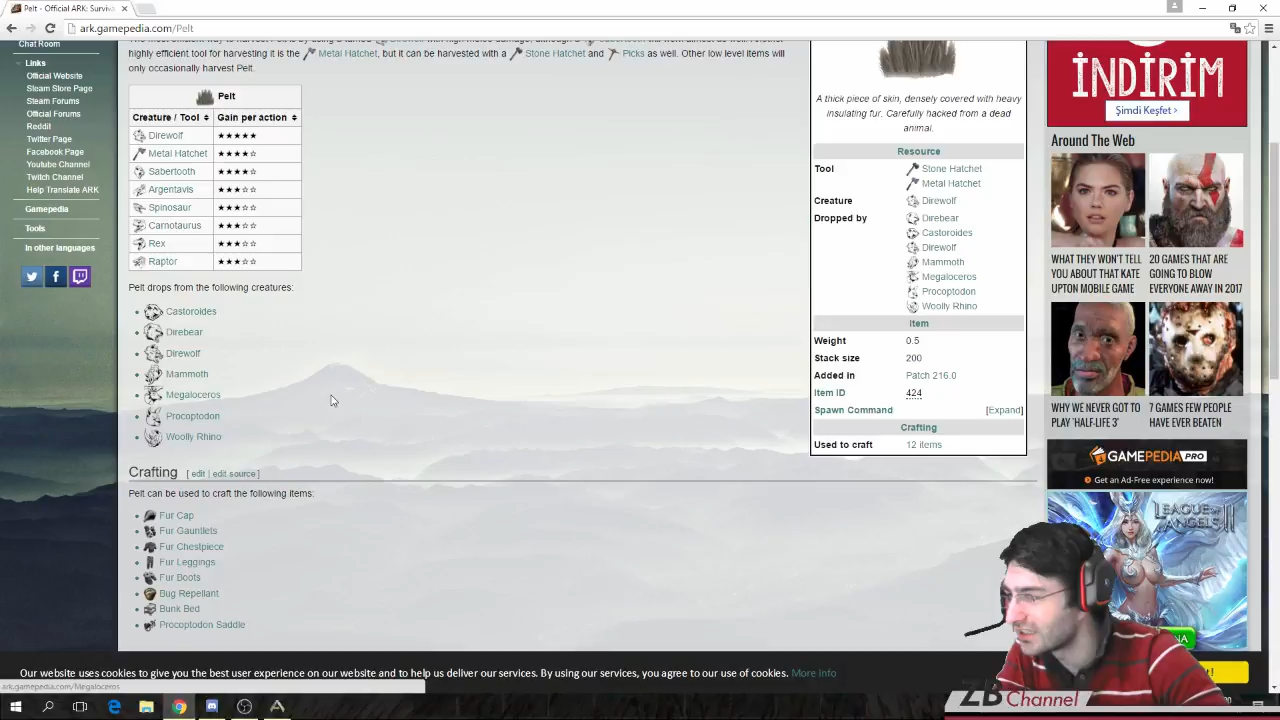 Pelt - Official ARK: Surviv
ark.gamepedia.com/Pelt
Chat Room
Links
Official Website
Steam Store Page
Steam Forums
Official Forums
Reddit
Twitter Page
Facebook Page
Youtube Channel
Twitch Channel
Help Translate ARK
Gamepedia
Tools
In other languages
highly efficient tool for harvesting it is the Metal Hatchet, but it can be harvested with a Stone Hatchet and Picks as well. Other low level items will
only occasionally harvest Pelt.
Pelt
Creature / Tool Gain per action
Direwolf ★★★★★
Metal Hatchet ★★★★☆
Sabertooth ★★★★☆
Argentavis ★★★☆☆
Spinosaur ★★★☆☆
Carnotaurus ★★★☆☆
Rex ★★★☆☆
Raptor ★★★☆☆
Pelt drops from the following creatures:
Castoroides
Direbear
Direwolf
Mammoth
Megaloceros
Procoptodon
Woolly Rhino
Crafting [ edit | edit source ]
Pelt can be used to craft the following items:
Fur Cap
Fur Gauntlets
Fur Chestpiece
Fur Leggings
Fur Boots
Bug Repellant
Bunk Bed
Procoptodon Saddle
A thick piece of skin, densely covered with heavy
insulating fur. Carefully hacked from a dead
animal.
Resource
Tool Stone Hatchet
Metal Hatchet
Creature Direwolf
Dropped by Direbear
Castoroides
Direwolf
Mammoth
Megaloceros
Procoptodon
Woolly Rhino
Item
Weight 0.5
Stack size 200
Added in Patch 216.0
Item ID 424
Spawn Command [Expand]
Crafting
Used to craft 12 items
İNDİRİM
Şimdi Keşfet >
Around The Web
WHAT THEY WON'T TELL
YOU ABOUT THAT KATE
UPTON MOBILE GAME
20 GAMES THAT ARE
GOING TO BLOW
EVERYONE AWAY IN 2017
WHY WE NEVER GOT TO
PLAY 'HALF-LIFE 3'
7 GAMES FEW PEOPLE
HAVE EVER BEATEN
GAMEPEDIA PRO
Get an Ad-Free experience now!
LEAGUE OF
ANGELS II
Our website uses cookies to give you the best user experience on our website and to help us deliver our services. By using our services, you agree to our use of cookies. More Info
ark.gamepedia.com/Megaloceros
ZB Channel